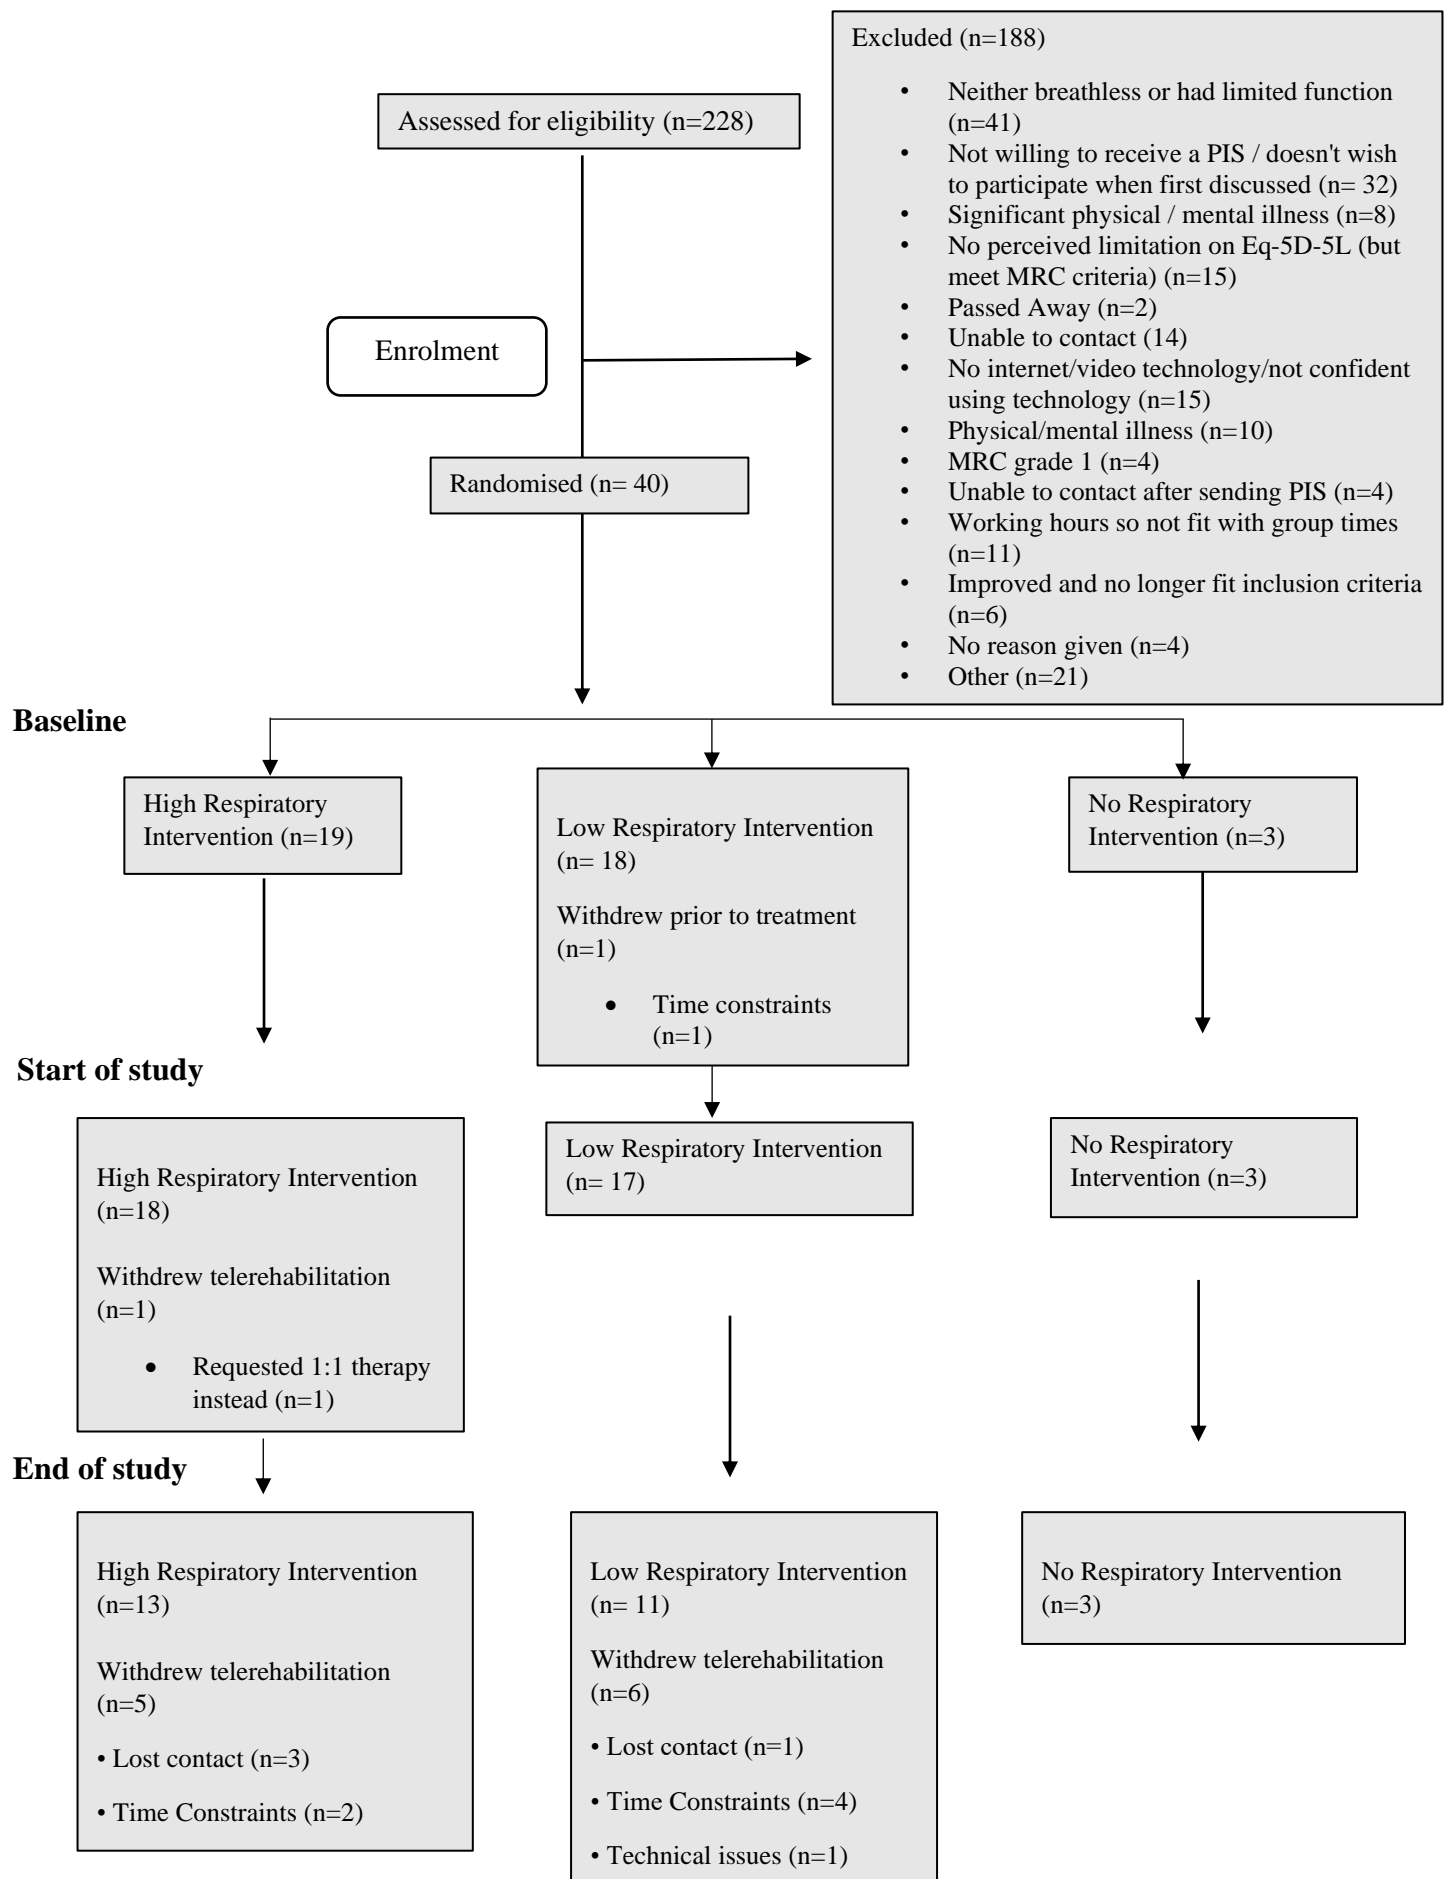 Assessed for eligibility (n=228)
Excluded (n=188)
• Neither breathless or had limited function
(n=41)
• Not willing to receive a PIS / doesn't wish
to participate when first discussed (n= 32)
• Significant physical / mental illness (n=8)
• No perceived limitation on Eq-5D-5L (but
meet MRC criteria) (n=15)
• Passed Away (n=2)
• Unable to contact (14)
• No internet/video technology/not confident
using technology (n=15)
• Physical/mental illness (n=10)
• MRC grade 1 (n=4)
• Unable to contact after sending PIS (n=4)
• Working hours so not fit with group times
(n=11)
• Improved and no longer fit inclusion criteria
(n=6)
• No reason given (n=4)
• Other (n=21)
Enrolment
Randomised (n= 40)
Baseline
High Respiratory
Intervention (n=19)
Low Respiratory Intervention
(n= 18)
Withdrew prior to treatment
(n=1)
• Time constraints
(n=1)
No Respiratory
Intervention (n=3)
Start of study
High Respiratory Intervention
(n=18)
Withdrew telerehabilitation
(n=1)
• Requested 1:1 therapy
instead (n=1)
Low Respiratory Intervention
(n= 17)
No Respiratory
Intervention (n=3)
End of study
High Respiratory Intervention
(n=13)
Withdrew telerehabilitation
(n=5)
• Lost contact (n=3)
• Time Constraints (n=2)
Low Respiratory Intervention
(n= 11)
Withdrew telerehabilitation
(n=6)
• Lost contact (n=1)
• Time Constraints (n=4)
• Technical issues (n=1)
No Respiratory Intervention
(n=3)